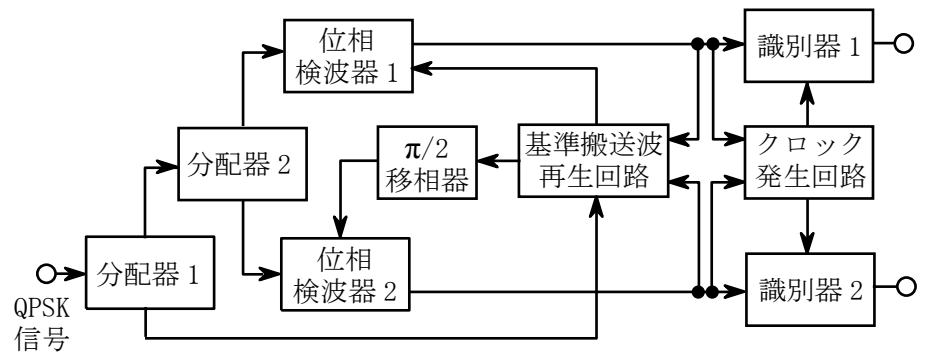 位相
検波器 1
識別器 1
分配器 2
π/2
移相器
基準搬送波
再生回路
クロック
発生回路
分配器 1
位相
検波器 2
識別器 2
QPSK
信号